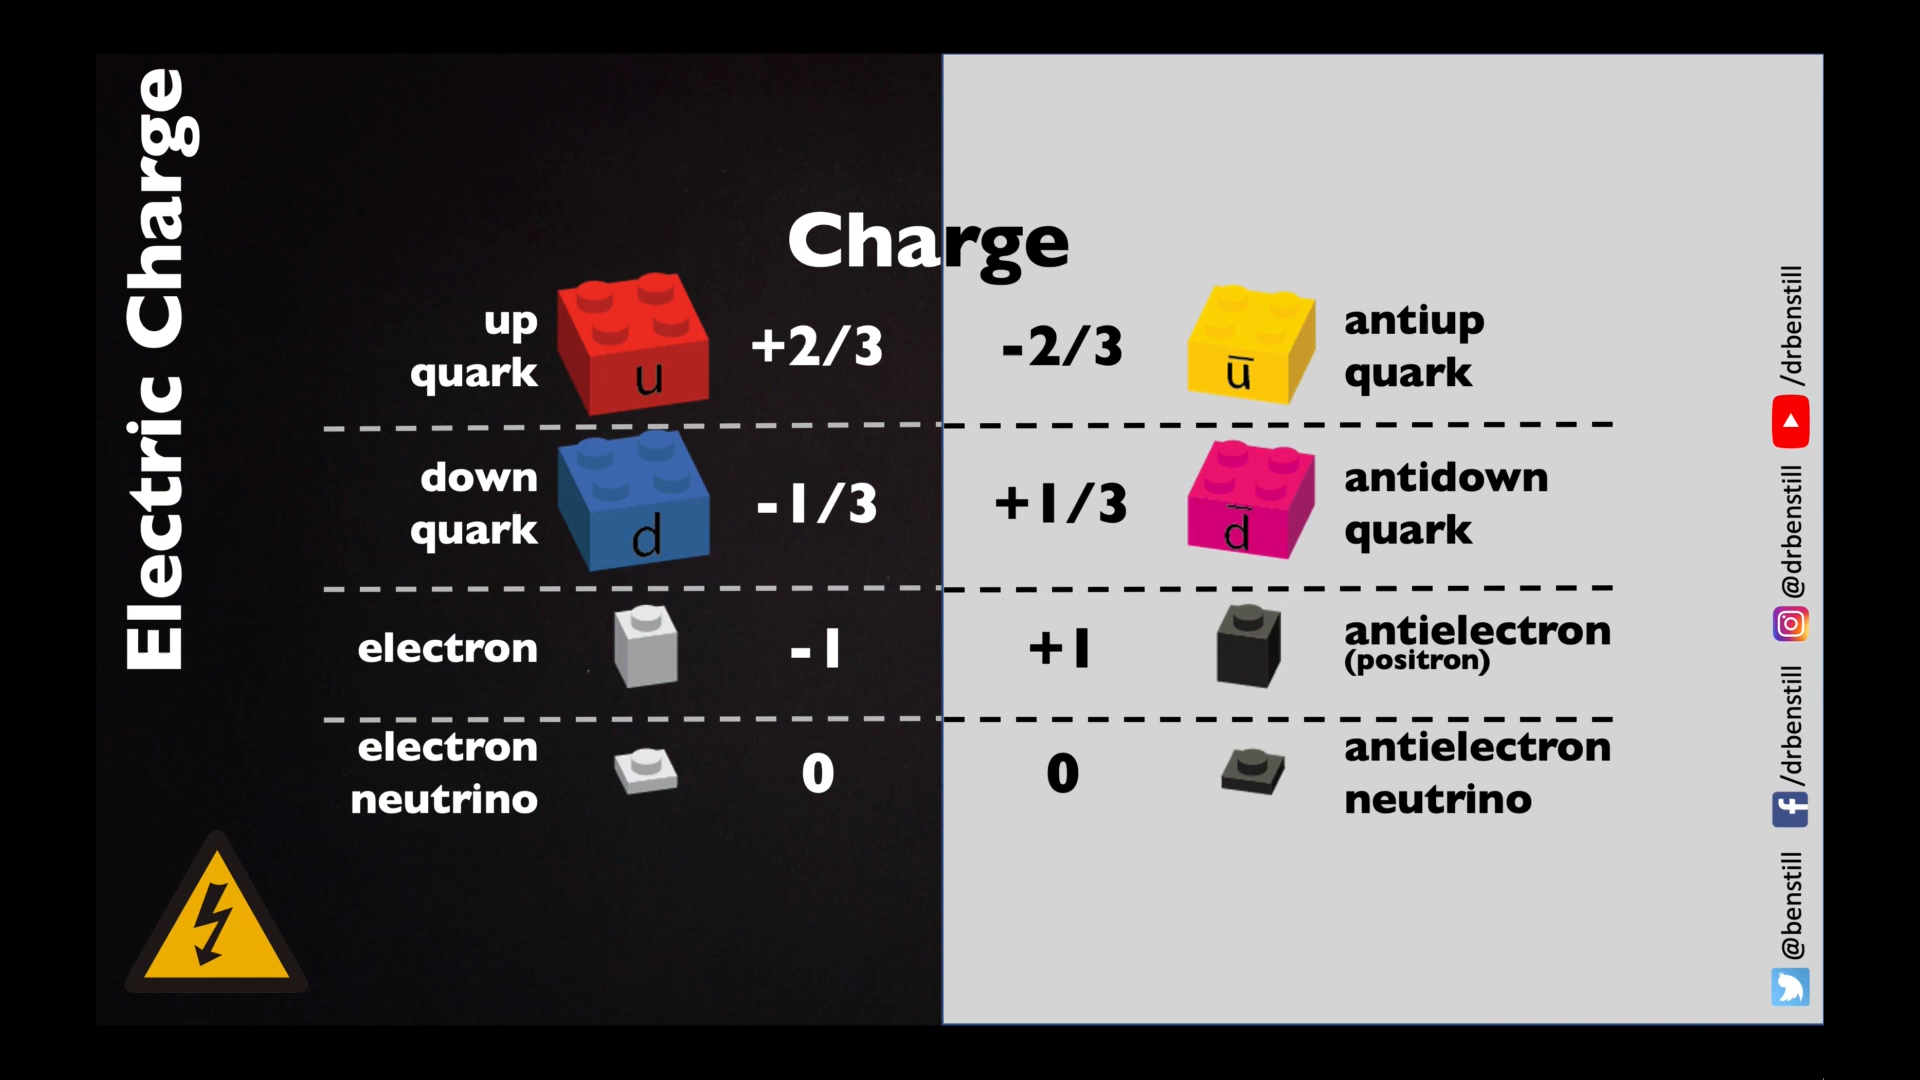 Electric Charge
Charge
up
quark
u
+2/3
-2/3
u̅
antiup
quark
down
quark
d
-1/3
+1/3
d̅
antidown
quark
electron
-1
+1
antielectron
(positron)
electron
neutrino
0
0
antielectron
neutrino
/drbenstill
@drbenstill
/drbenstill
@benstill